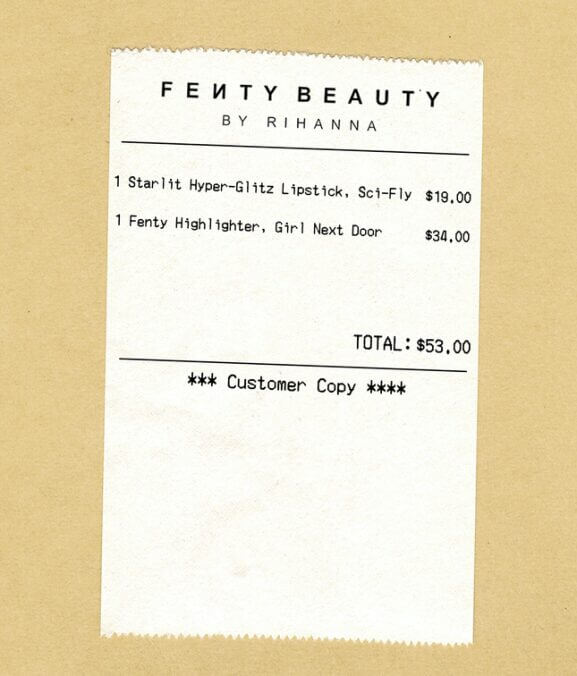 FEИTY BEAUTY
BY RIHANNA
1 Starlit Hyper-Glitz Lipstick, Sci-Fly $19.00
1 Fenty Highlighter, Girl Next Door $34.00
TOTAL: $53.00
*** Customer Copy ****